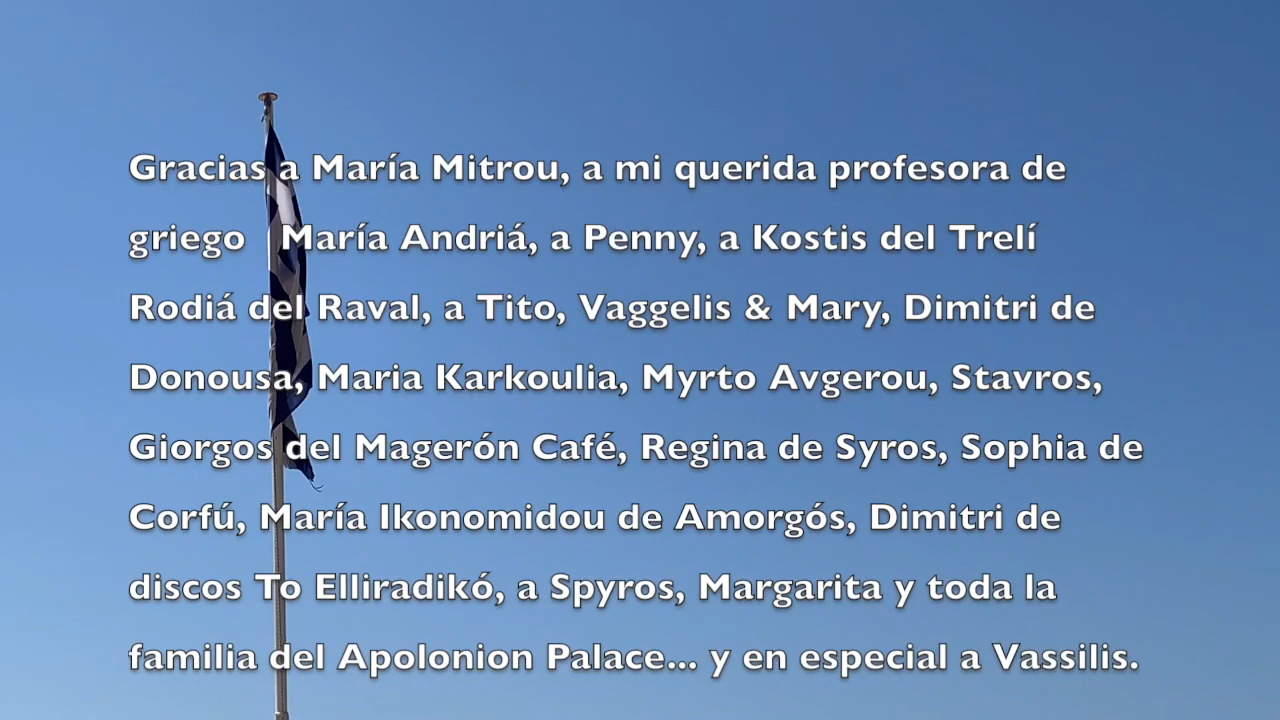 Gracias a María Mitrou, a mi querida profesora de
griego María Andriá, a Penny, a Kostis del Trelí
Rodiá del Raval, a Tito, Vaggelis & Mary, Dimitri de
Donousa, Maria Karkoulia, Myrto Avgerou, Stavros,
Giorgos del Magerón Café, Regina de Syros, Sophia de
Corfú, María Ikonomidou de Amorgós, Dimitri de
discos To Elliradikó, a Spyros, Margarita y toda la
familia del Apolonion Palace... y en especial a Vassilis.